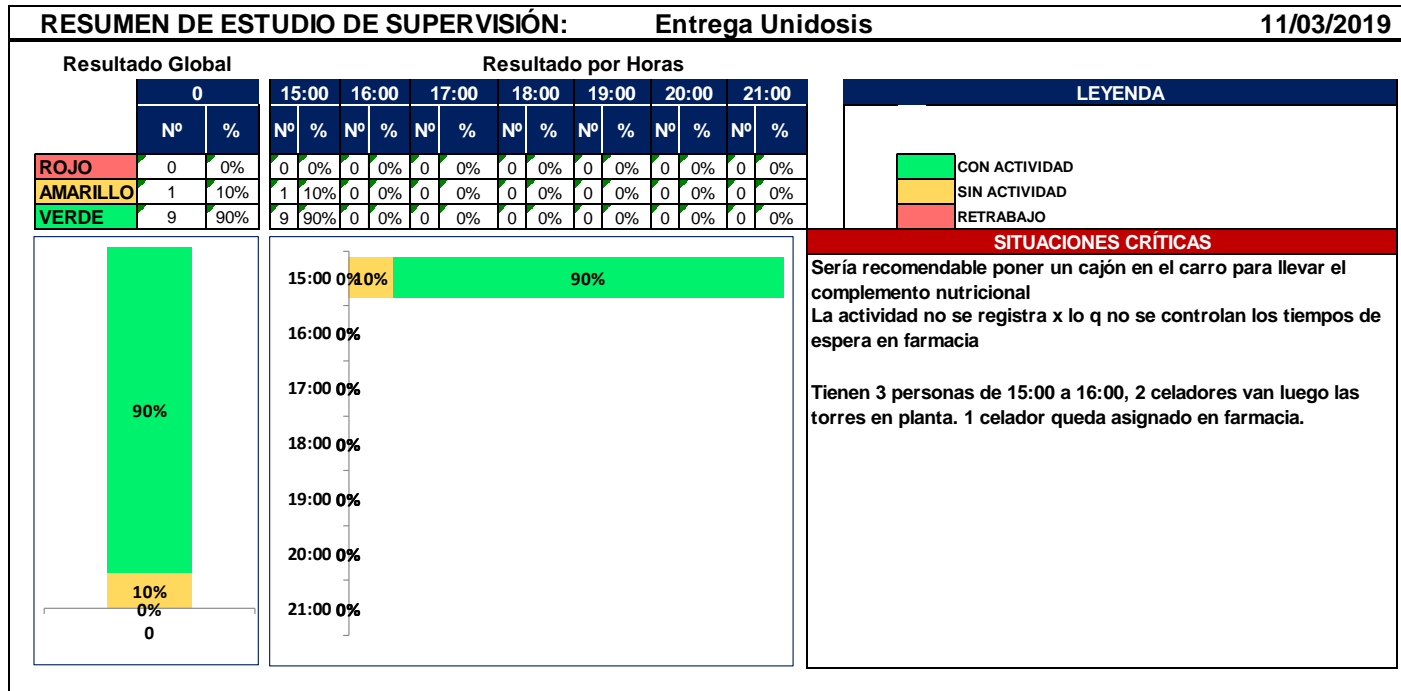 RESUMEN DE ESTUDIO DE SUPERVISIÓN: Entrega Unidosis 11/03/2019
Resultado Global Resultado por Horas
0 15:00 16:00 17:00 18:00 19:00 20:00 21:00 LEYENDA
Nº % Nº % Nº % Nº % Nº % Nº % Nº % Nº %
ROJO 0 0% 0 0% 0 0% 0 0% 0 0% 0 0% 0 0% 0 0% CON ACTIVIDAD
AMARILLO 1 10% 1 10% 0 0% 0 0% 0 0% 0 0% 0 0% 0 0% SIN ACTIVIDAD
VERDE 9 90% 9 90% 0 0% 0 0% 0 0% 0 0% 0 0% 0 0% RETRABAJO
90%
10%
0%
0
15:00 0% 10% 90%
16:00 0%
17:00 0%
18:00 0%
19:00 0%
20:00 0%
21:00 0%
SITUACIONES CRÍTICAS
Sería recomendable poner un cajón en el carro para llevar el
complemento nutricional
La actividad no se registra x lo q no se controlan los tiempos de
espera en farmacia
Tienen 3 personas de 15:00 a 16:00, 2 celadores van luego las
torres en planta. 1 celador queda asignado en farmacia.